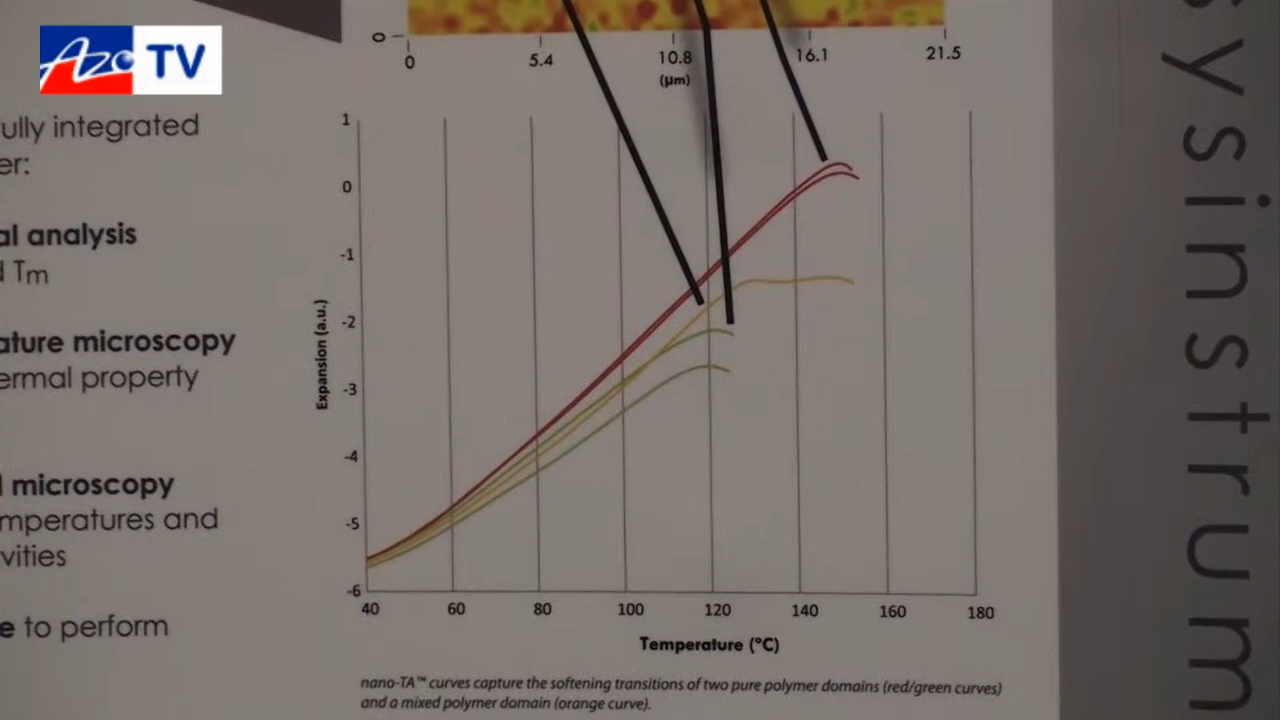 Azo TV
0
0 5.4 10.8 16.1 21.5
(µm)
ully integrated
er:
al analysis
d Tm
ature microscopy
ermal property
l microscopy
mperatures and
vities
e to perform
1
0
-1
-2
-3
-4
-5
-6
Expansion (a.u.)
40 60 80 100 120 140 160 180
Temperature (°C)
nano-TA™ curves capture the softening transitions of two pure polymer domains (red/green curves)
and a mixed polymer domain (orange curve).
ysinstrum